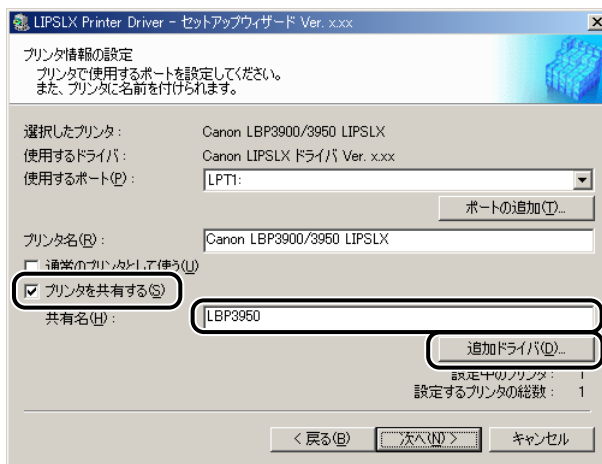 LIPSLX Printer Driver - セットアップウィザード Ver. x.xx
プリンタ情報の設定
プリンタで使用するポートを設定してください。
また、プリンタに名前を付けられます。
選択したプリンタ: Canon LBP3900/3950 LIPSLX
使用するドライバ: Canon LIPSLX ドライバ Ver. x.xx
使用するポート(P): LPT1:
ポートの追加(T)...
プリンタ名(R): Canon LBP3900/3950 LIPSLX
通常のプリンタとして使う(U)
プリンタを共有する(S)
共有名(H): LBP3950
追加ドライバ(D)...
設定中のプリンタ: 1
設定するプリンタの総数: 1
< 戻る(B) 次へ(N) > キャンセル